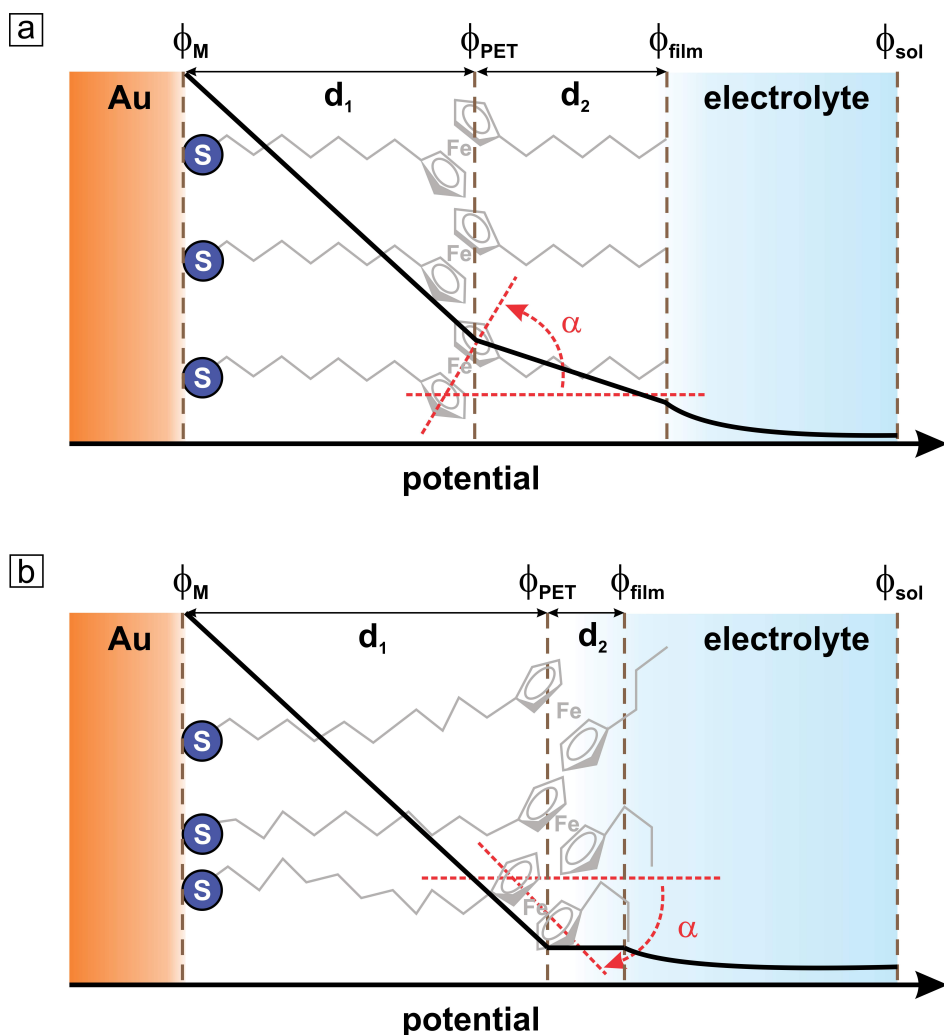 a
ϕM ϕPET ϕfilm ϕsol
Au d1 d2 electrolyte
S Fe
S Fe
α
S Fe
potential
b
ϕM ϕPET ϕfilm ϕsol
Au d1 d2 electrolyte
Fe
S
S Fe
S
Fe α
potential